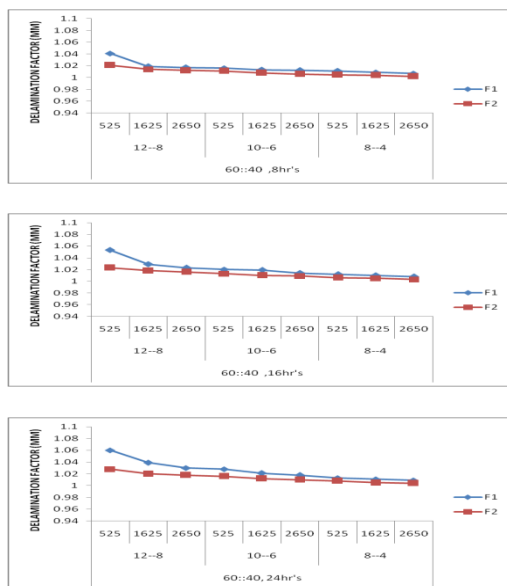 DELAMINATION FACTOR (MM)
1.1
1.08
1.06
1.04
1.02
1
0.98
0.96
0.94
F1
F2
525 1625 2650 525 1625 2650 525 1625 2650
12--8 10--6 8--4
60::40 ,8hr's
DELAMINATION FACTOR (MM)
1.1
1.08
1.06
1.04
1.02
1
0.98
0.96
0.94
F1
F2
525 1625 2650 525 1625 2650 525 1625 2650
12--8 10--6 8--4
60::40 ,16hr's
DELAMINATION FACTOR (MM)
1.1
1.08
1.06
1.04
1.02
1
0.98
0.96
0.94
F1
F2
525 1625 2650 525 1625 2650 525 1625 2650
12--8 10--6 8--4
60::40, 24hr's